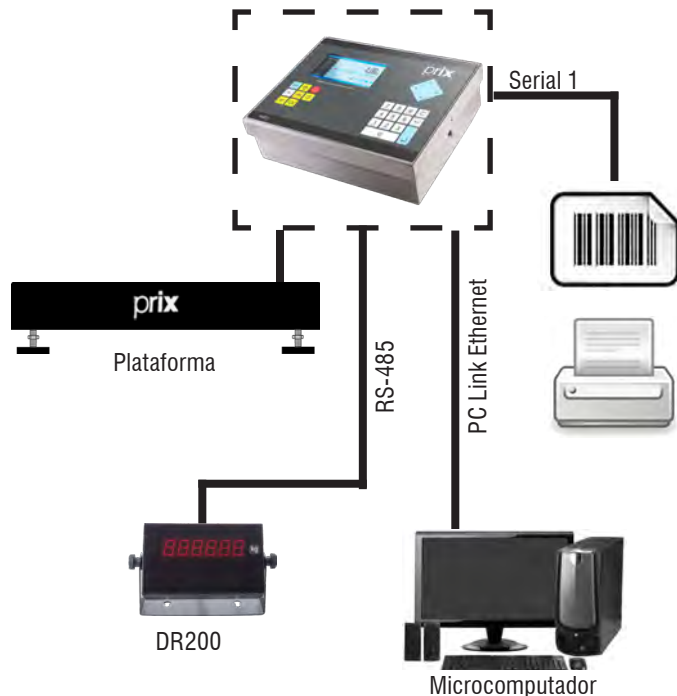 prix
Serial 1
prix
Plataforma
RS-485
PC Link Ethernet
DR200
Microcomputador